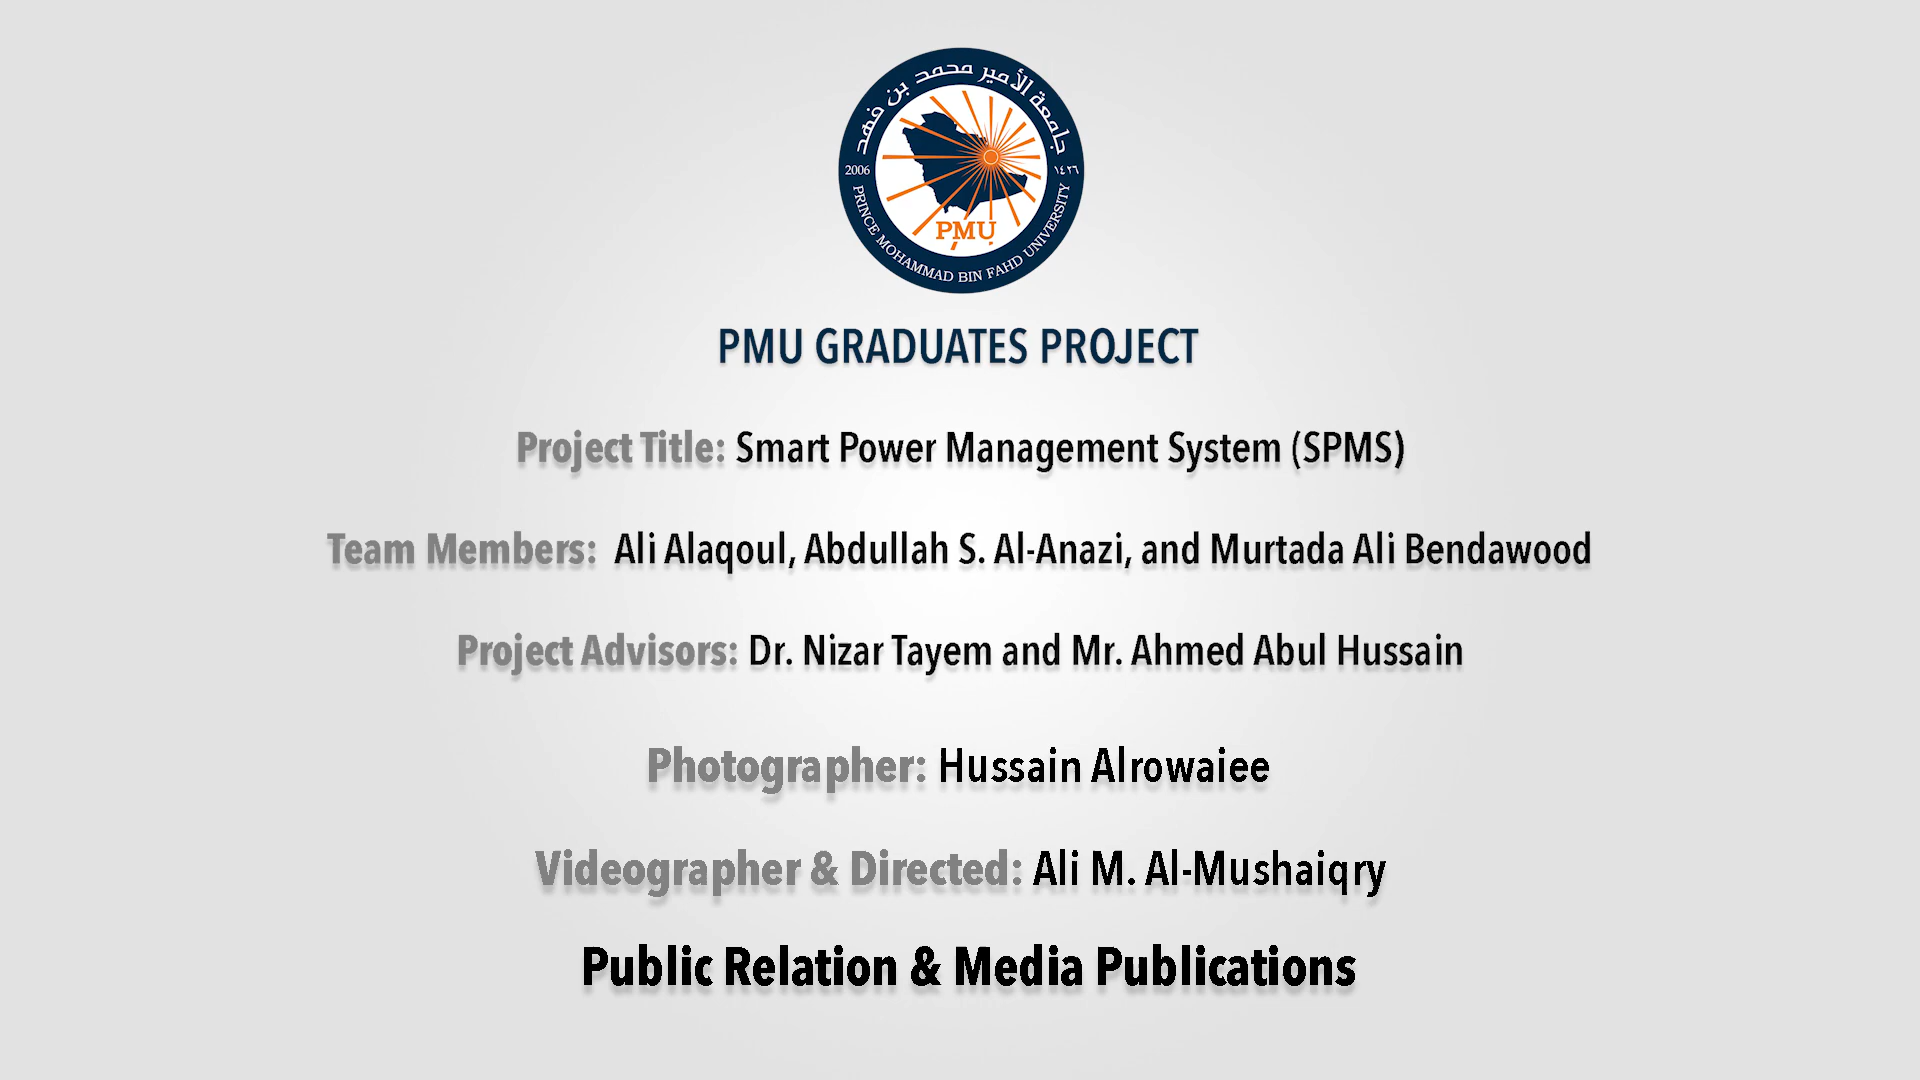 جامعة الأمير محمد بن فهد
2006 ١٤٢٦
PMU
PRINCE MOHAMMAD BIN FAHD UNIVERSITY
PMU GRADUATES PROJECT
Project Title: Smart Power Management System (SPMS)
Team Members: Ali Alaqoul, Abdullah S. Al-Anazi, and Murtada Ali Bendawood
Project Advisors: Dr. Nizar Tayem and Mr. Ahmed Abul Hussain
Photographer: Hussain Alrowaiee
Videographer & Directed: Ali M. Al-Mushaiqry
Public Relation & Media Publications